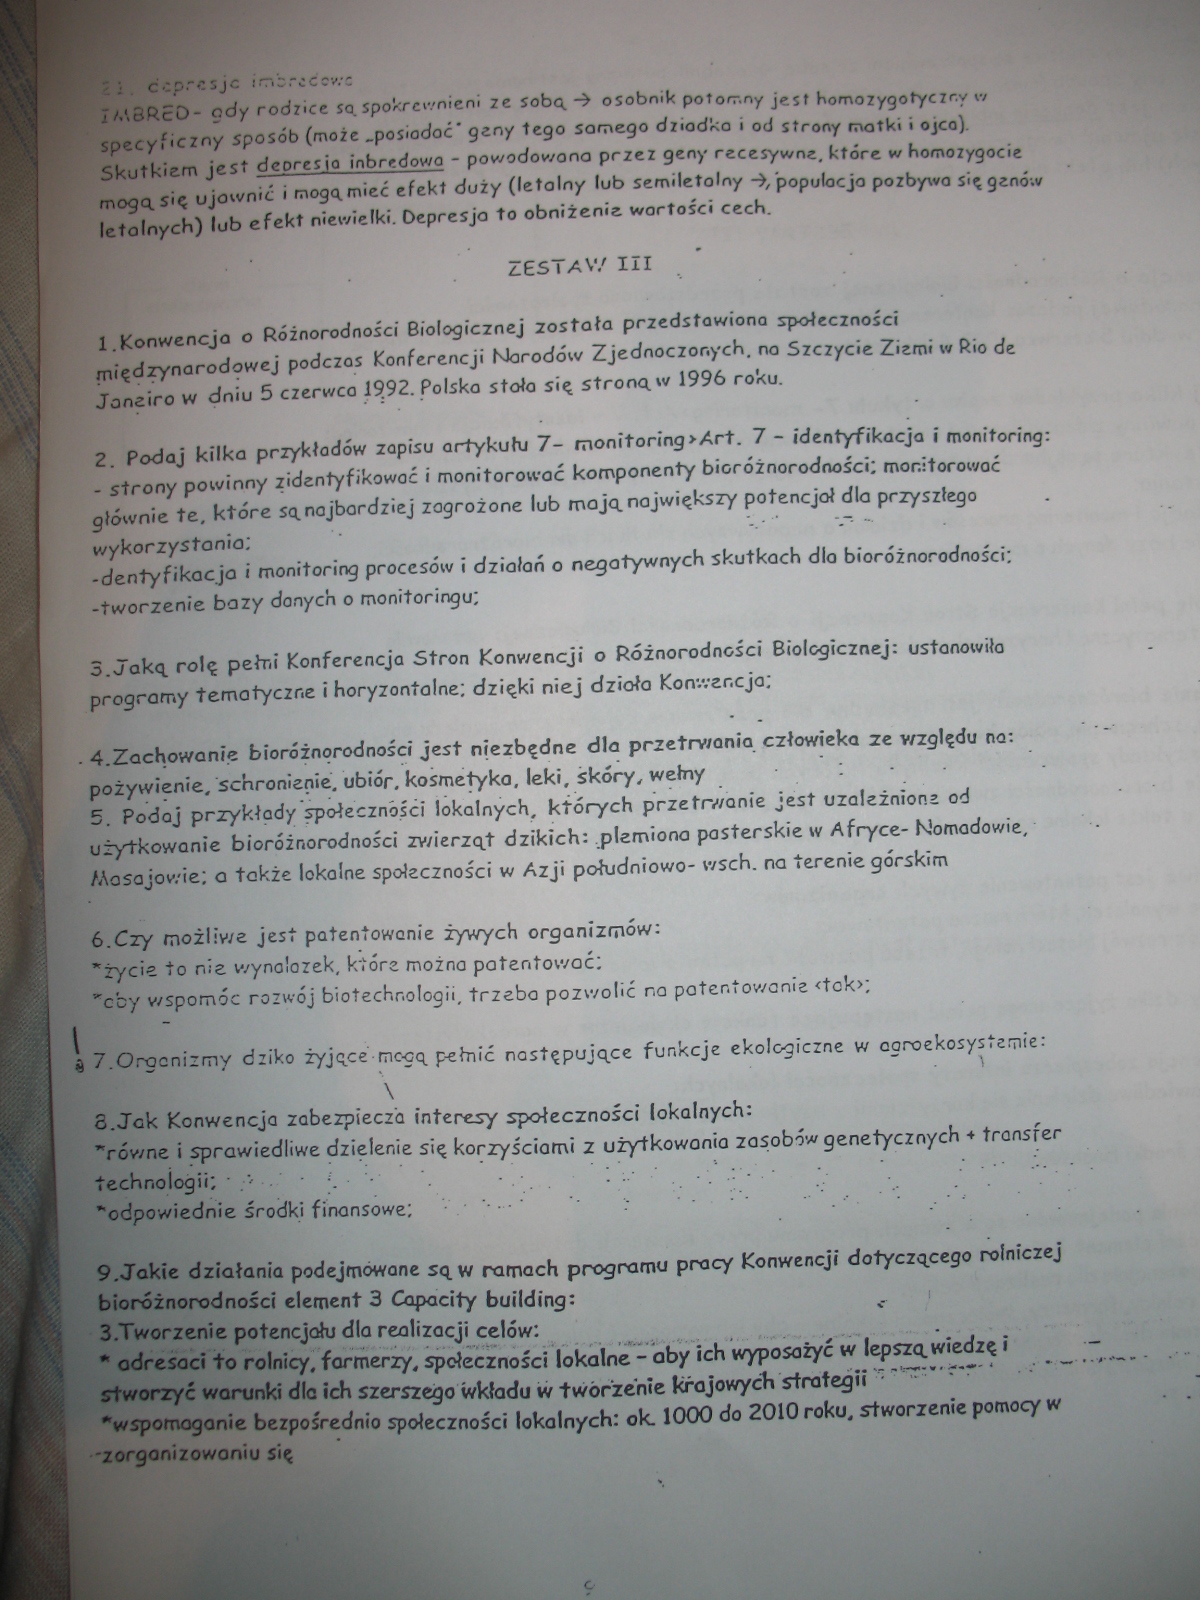 21. depresja imbredowa
IMBRED- gdy rodzice są spokrewnieni ze sobą → osobnik potomny jest homozygotyczny w
specyficzny sposób (może „posiadać" geny tego samego dziadka i od strony matki i ojca).
Skutkiem jest depresja inbredowa - powodowana przez geny recesywne, które w homozygocie
mogą się ujawnić i mogą mieć efekt duży (letalny lub semiletalny →, populacja pozbywa się genów
letalnych) lub efekt niewielki. Depresja to obniżenie wartości cech.
ZESTAW III
1.Konwencja o Różnorodności Biologicznej została przedstawiona społeczności
międzynarodowej podczas Konferencji Narodów Zjednoczonych, na Szczycie Ziemi w Rio de
Janeiro w dniu 5 czerwca 1992. Polska stała się stroną w 1996 roku.
2. Podaj kilka przykładów zapisu artykułu 7- monitoring>Art. 7 - identyfikacja i monitoring:
- strony powinny zidentyfikować i monitorować komponenty bioróżnorodności; monitorować
głównie te, które są najbardziej zagrożone lub mają największy potencjał dla przyszłego
wykorzystania;
-dentyfikacja i monitoring procesów i działań o negatywnych skutkach dla bioróżnorodności;
-tworzenie bazy danych o monitoringu;
3.Jaką rolę pełni Konferencja Stron Konwencji o Różnorodności Biologicznej: ustanowiła
programy tematyczne i horyzontalne; dzięki niej działa Konwencja;
4.Zachowanie bioróżnorodności jest niezbędne dla przetrwania człowieka ze względu na:
pożywienie, schronienie, ubiór, kosmetyka, leki, skóry, wełny
5. Podaj przykłady społeczności lokalnych, których przetrwanie jest uzależnione od
użytkowanie bioróżnorodności zwierząt dzikich: plemiona pasterskie w Afryce- Nomadowie,
Masajowie; a także lokalne społeczności w Azji południowo- wsch. na terenie górskim
6.Czy możliwe jest patentowanie żywych organizmów:
*życie to nie wynalazek, które można patentować;
*aby wspomóc rozwój biotechnologii, trzeba pozwolić na patentowanie <tak>;
7.Organizmy dziko żyjące mogą pełnić następujące funkcje ekologiczne w agroekosystemie:
8.Jak Konwencja zabezpiecza interesy społeczności lokalnych:
*równe i sprawiedliwe dzielenie się korzyściami z użytkowania zasobów genetycznych + transfer
technologii;
*odpowiednie środki finansowe;
9.Jakie działania podejmowane są w ramach programu pracy Konwencji dotyczącego rolniczej
bioróżnorodności element 3 Capacity building:
3.Tworzenie potencjału dla realizacji celów:
* adresaci to rolnicy, farmerzy, społeczności lokalne - aby ich wyposażyć w lepszą wiedzę i
stworzyć warunki dla ich szerszego wkładu w tworzenie krajowych strategii
*wspomaganie bezpośrednio społeczności lokalnych: ok. 1000 do 2010 roku, stworzenie pomocy w
zorganizowaniu się